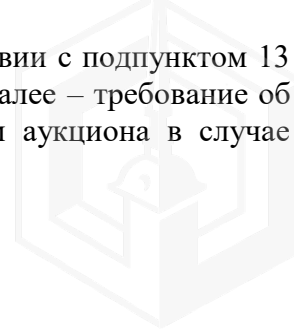 вии с подпунктом 13
алее – требование об
и аукциона в случае